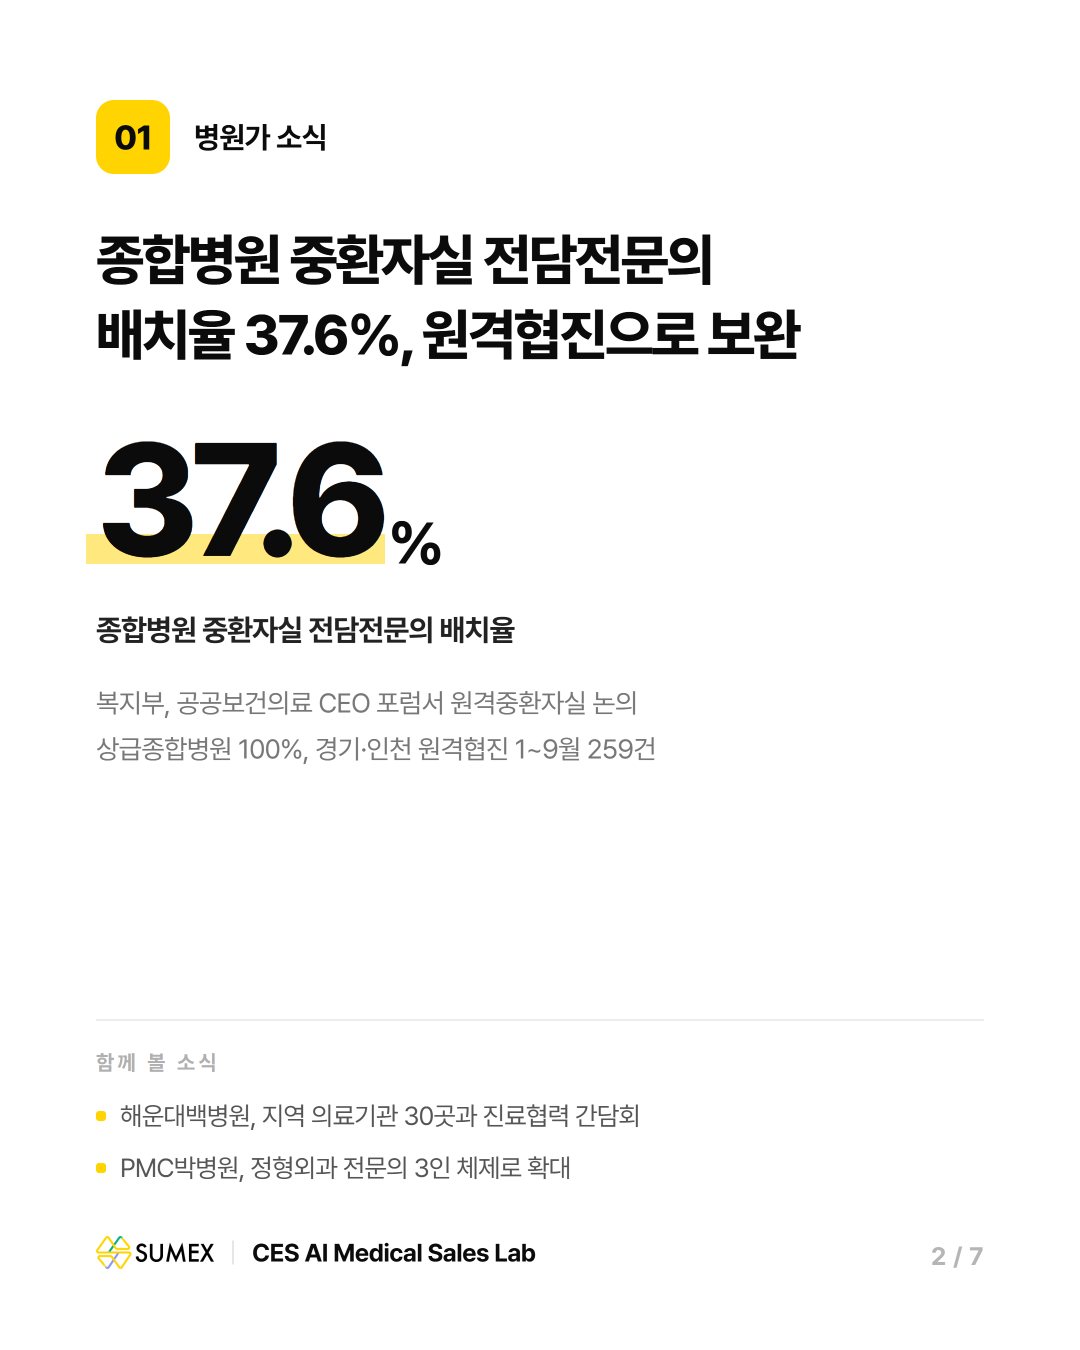 01 병원가 소식
종합병원 중환자실 전담전문의
배치율 37.6%, 원격협진으로 보완
37.6%
종합병원 중환자실 전담전문의 배치율
복지부, 공공보건의료 CEO 포럼서 원격중환자실 논의
상급종합병원 100%, 경기·인천 원격협진 1~9월 259건
함께 볼 소식
해운대백병원, 지역 의료기관 30곳과 진료협력 간담회
PMC박병원, 정형외과 전문의 3인 체제로 확대
SUMEX | CES AI Medical Sales Lab
2 / 7